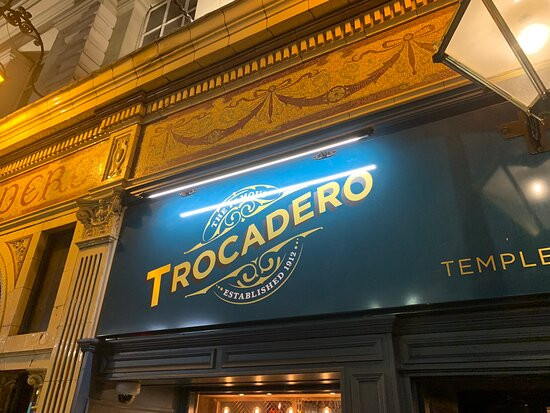 THE FAMOUS
TROCADERO
ESTABLISHED 1912
TEMPLE